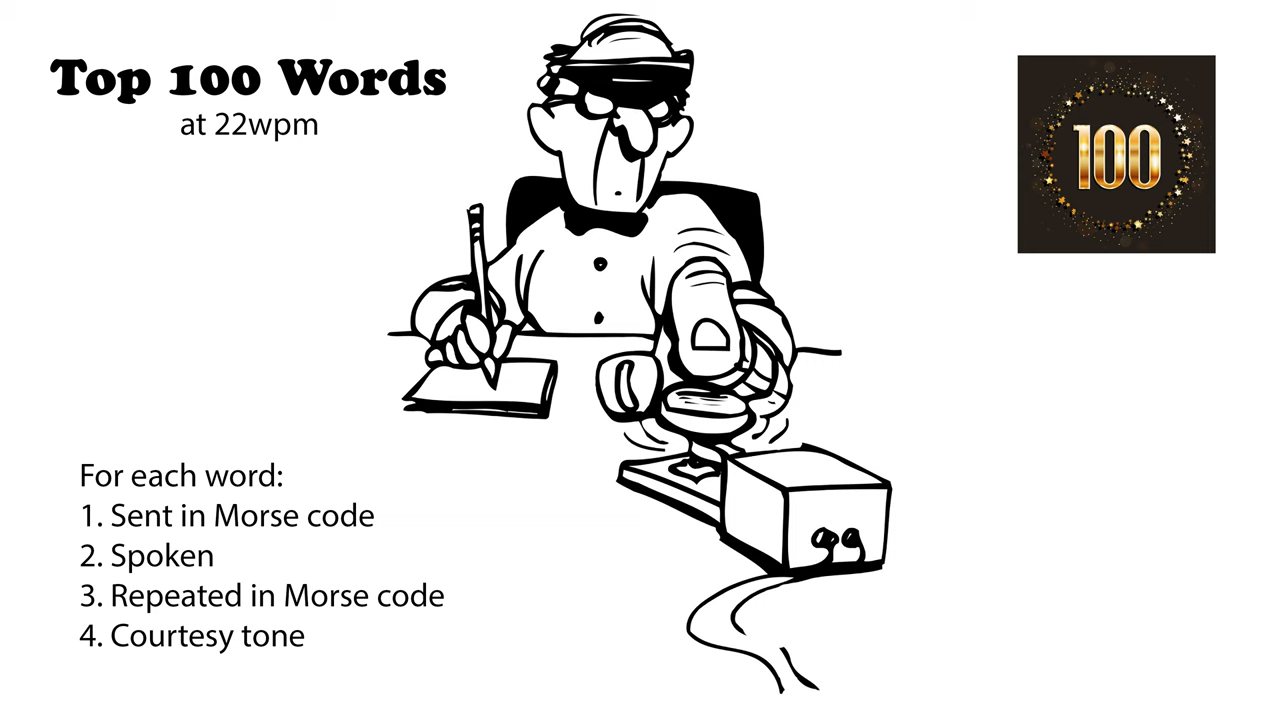 Top 100 Words
at 22wpm
100
For each word:
1. Sent in Morse code
2. Spoken
3. Repeated in Morse code
4. Courtesy tone